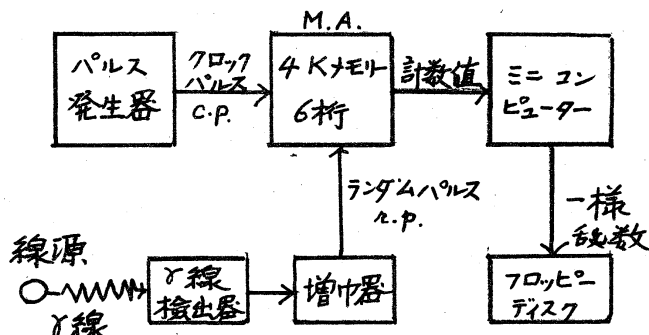 M.A.
パルス
発生器
クロック
パルス
c.p.
4Kメモリー
6桁
計数値
ミニコン
ピューター
ランダムパルス
r.p.
一様
乱数
線源
γ線
γ線
検出器
増巾器
フロッピー
ディスク